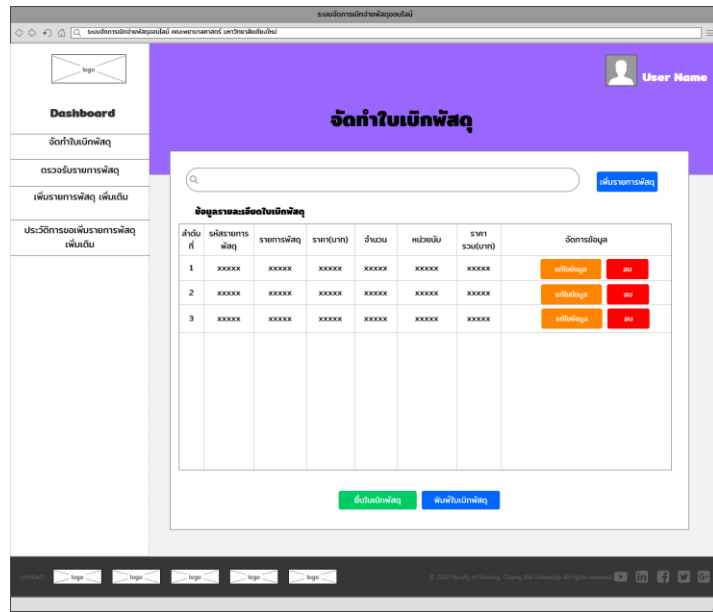 ระบบจัดการเบิกจ่ายพัสดุออนไลน์
ระบบจัดการเบิกจ่ายพัสดุออนไลน์ คณะพยาบาลศาสตร์ มหาวิทยาลัยเชียงใหม่
logo
User Name
Dashboard
จัดทำใบเบิกพัสดุ
จัดทำใบเบิกพัสดุ
ตรวจรับรายการพัสดุ
เพิ่มรายการพัสดุ เพิ่มเติม
ประวัติการขอเพิ่มรายการพัสดุ
เพิ่มเติม
เพิ่มรายการพัสดุ
ข้อมูลรายละเอียดใบเบิกพัสดุ
ลำดับที่ รหัสรายการพัสดุ รายการพัสดุ ราคา(บาท) จำนวน หน่วยนับ ราคารวม(บาท) จัดการข้อมูล
1 xxxxx xxxxx xxxxx xxxxx xxxxx xxxxx แก้ไขข้อมูล ลบ
2 xxxxx xxxxx xxxxx xxxxx xxxxx xxxxx แก้ไขข้อมูล ลบ
3 xxxxx xxxxx xxxxx xxxxx xxxxx xxxxx แก้ไขข้อมูล ลบ
ยื่นใบเบิกพัสดุ พิมพ์ใบเบิกพัสดุ
contact : logo logo logo logo logo © 2020 Faculty of Nursing, Chiang Mai University. All rights reserved